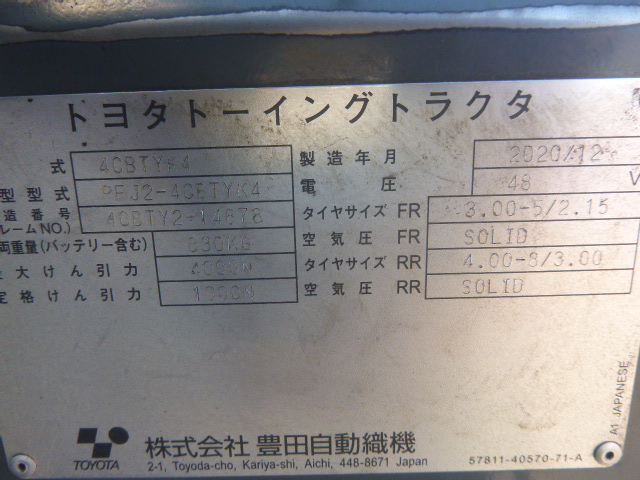 トヨタトーイングトラクタ
式 4CBTYK4 製造年月 2020/12
型型式 PEJ2-4CBTYK4 電圧 48 V
造番号 タイヤサイズ FR 3.00-5/2.15
レームNO.) 4CBTY2-14878
両重量(バッテリー含む) 空気圧 FR SOLID
大けん引力 タイヤサイズ RR 4.00-8/3.00
定格けん引力 空気圧 RR SOLID
TOYOTA 株式会社 豊田自動織機
2-1, Toyoda-cho, Kariya-shi, Aichi, 448-8671 Japan
57811-40570-71-A
A1 JAPANESE